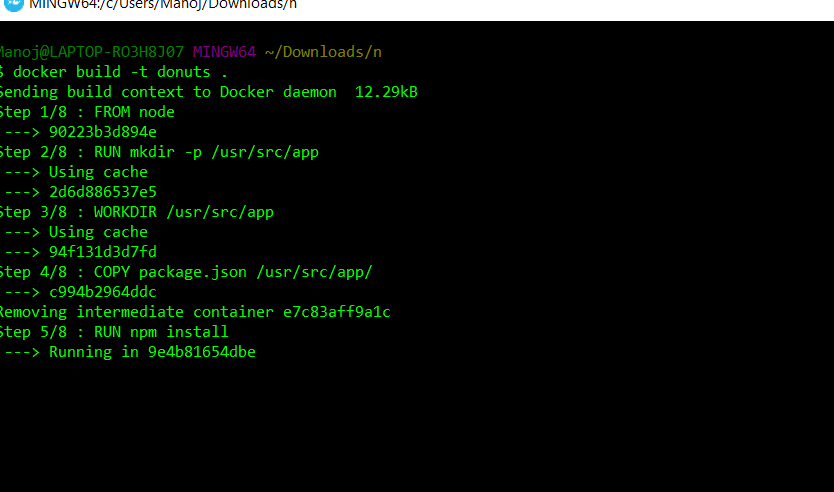 MINGW64:/c/Users/Manoj/Downloads/n
Manoj@LAPTOP-RO3H8J07 MINGW64 ~/Downloads/n
$ docker build -t donuts .
Sending build context to Docker daemon  12.29kB
Step 1/8 : FROM node
 ---> 90223b3d894e
Step 2/8 : RUN mkdir -p /usr/src/app
 ---> Using cache
 ---> 2d6d886537e5
Step 3/8 : WORKDIR /usr/src/app
 ---> Using cache
 ---> 94f131d3d7fd
Step 4/8 : COPY package.json /usr/src/app/
 ---> c994b2964ddc
Removing intermediate container e7c83aff9a1c
Step 5/8 : RUN npm install
 ---> Running in 9e4b81654dbe